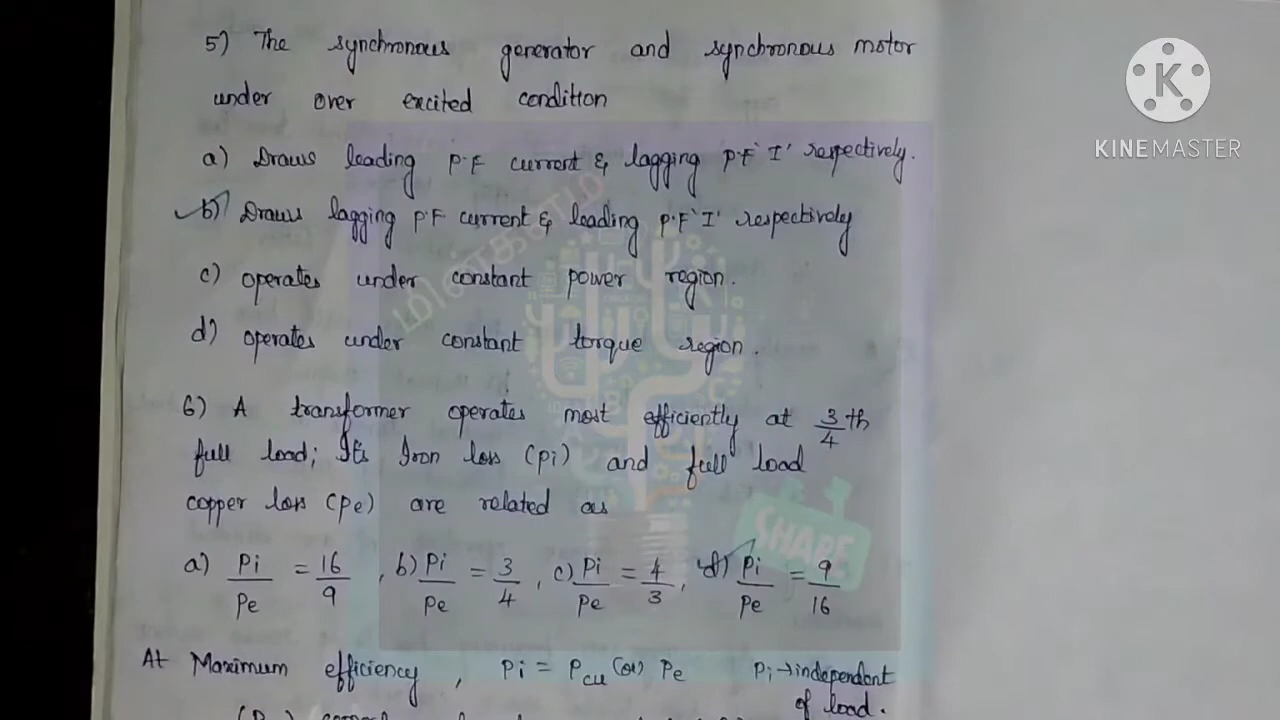 5) The synchronous generator and synchronous motor
under over excited condition
K
KINEMASTER
a) Draws leading P.F current & lagging P.F 'I' respectively.
b) Draws lagging P.F current & leading P.F 'I' respectively
c) operates under constant power region.
d) operates under constant torque region.
மின்கலம்
6) A transformer operates most efficiently at 3/4 th
full load; Its Iron loss (Pi) and full load
copper loss (Pe) are related as
SHARE
a) Pi/Pe = 16/9, b) Pi/Pe = 3/4, c) Pi/Pe = 4/3, d) Pi/Pe = 9/16
At Maximum efficiency, Pi = Pcu (or) Pe Pi → independent
of load.